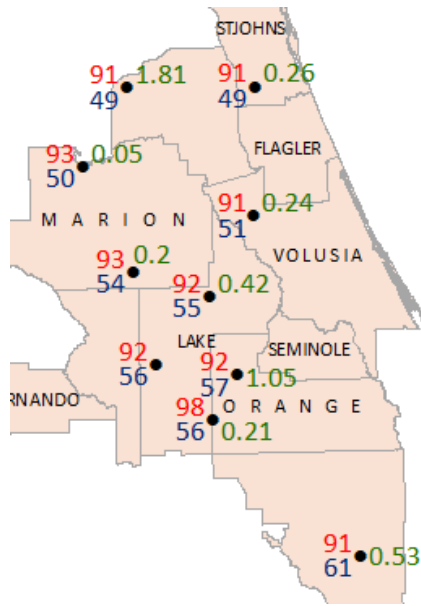 STJOHNS
91 1.81
49
91 0.26
49
FLAGLER
93 0.05
50
MARION
91 0.24
51
VOLUSIA
93 0.2
54
92 0.42
55
LAKE
SEMINOLE
92
56
92
57 1.05
RNANDO
ORANGE
98
56 0.21
91
61 0.53